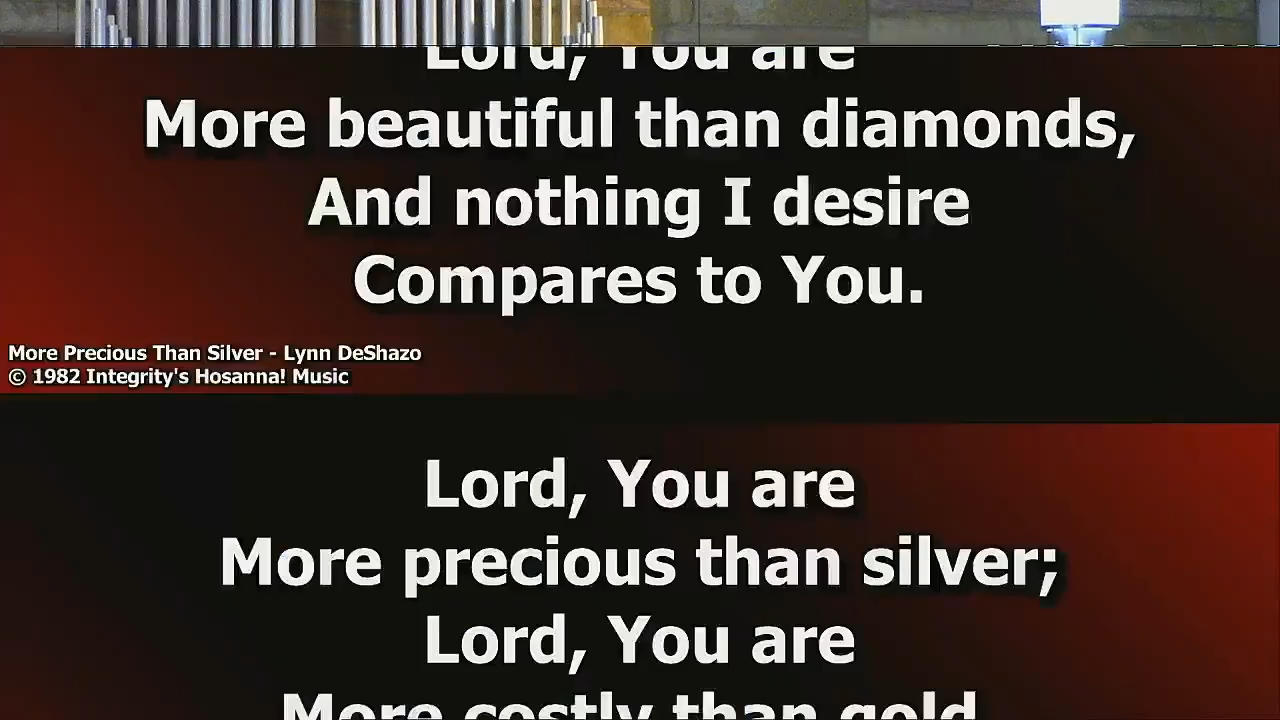 Lord, You are
More beautiful than diamonds,
And nothing I desire
Compares to You.
More Precious Than Silver - Lynn DeShazo
© 1982 Integrity's Hosanna! Music
Lord, You are
More precious than silver;
Lord, You are
More costly than gold